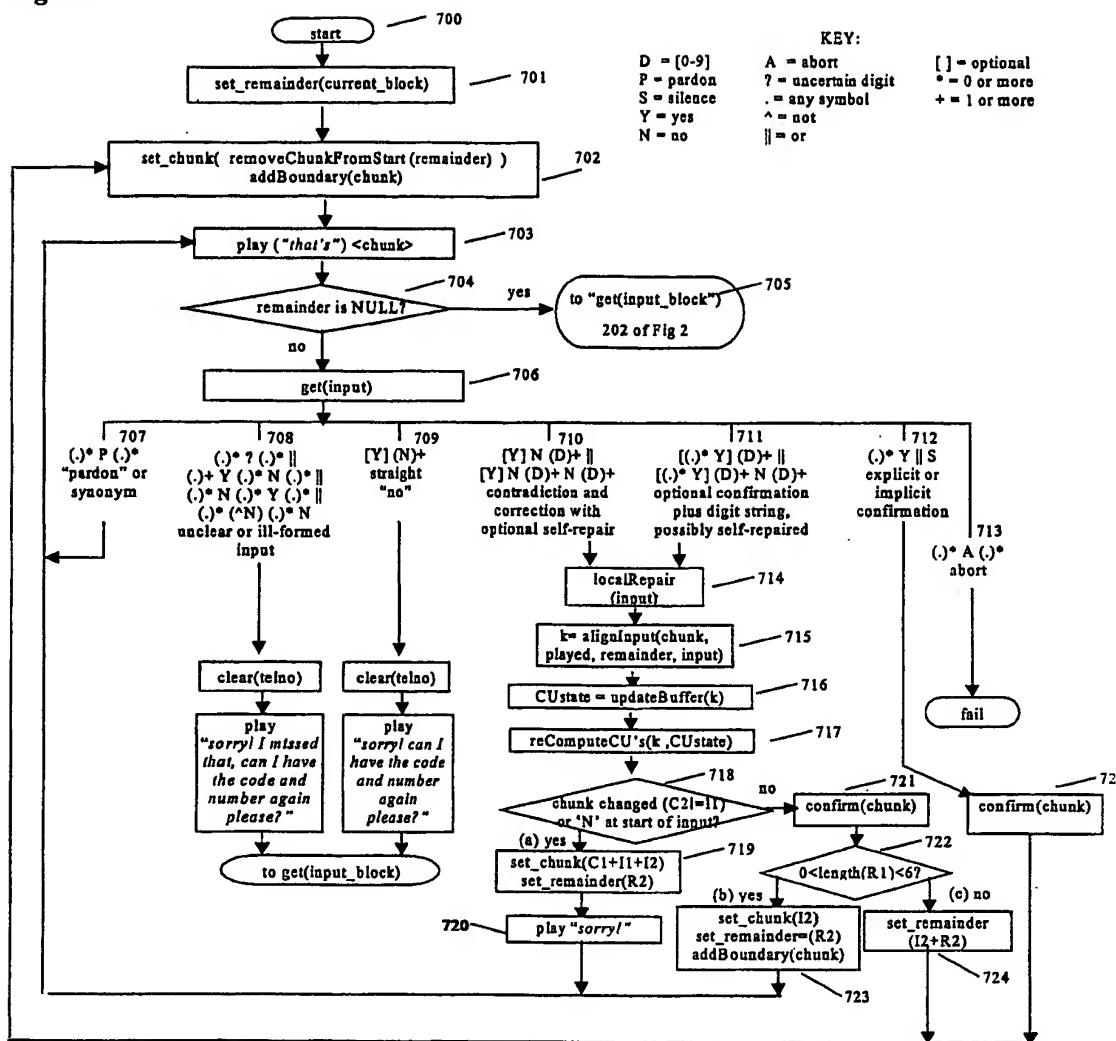 700
start
KEY:
D = [0-9]
P = pardon
S = silence
Y = yes
N = no
A = abort
? = uncertain digit
. = any symbol
^ = not
|| = or
[ ] = optional
* = 0 or more
+ = 1 or more
set_remainder(current_block)
701
set_chunk( removeChunkFromStart(remainder) )
addBoundary(chunk)
702
play ("that's") <chunk>
703
704
remainder is NULL?
yes
705
to "get(input_block")
202 of Fig 2
no
get(input)
706
707
(.)* P (.)*
"pardon" or
synonym
708
(.)* ? (.)* ||
(.)+ Y (.)* N (.)* ||
(.)* N (.)* Y (.)* ||
(.)* (^N) (.)* N
unclear or ill-formed
input
709
[Y] (N)+
straight
"no"
710
[Y] N (D)+ ||
[Y] N (D)+ N (D)+
contradiction and
correction with
optional self-repair
711
[(.)* Y] (D)+ ||
[(.)* Y] (D)+ N (D)+
optional confirmation
plus digit string,
possibly self-repaired
712
(.)* Y || S
explicit or
implicit
confirmation
713
(.)* A (.)*
abort
localRepair
(input)
714
k= alignInput(chunk,
played, remainder, input)
715
clear(telno)
clear(telno)
CUstate = updateBuffer(k)
716
fail
play
"sorry! I missed
that, can I have
the code and
number again
please?"
play
"sorry! can I
have the code
and number
again
please?"
reComputeCU's(k ,CUstate)
717
718
chunk changed (C2!=I1)
or 'N' at start of input?
no
721
confirm(chunk)
72
confirm(chunk)
722
0<length(R1)<6?
(a) yes
719
set_chunk(C1+I1+I2)
set_remainder(R2)
to get(input_block)
(b) yes
(c) no
720
play "sorry!"
set_chunk(I2)
set_remainder=(R2)
addBoundary(chunk)
723
set_remainder
(I2+R2)
724